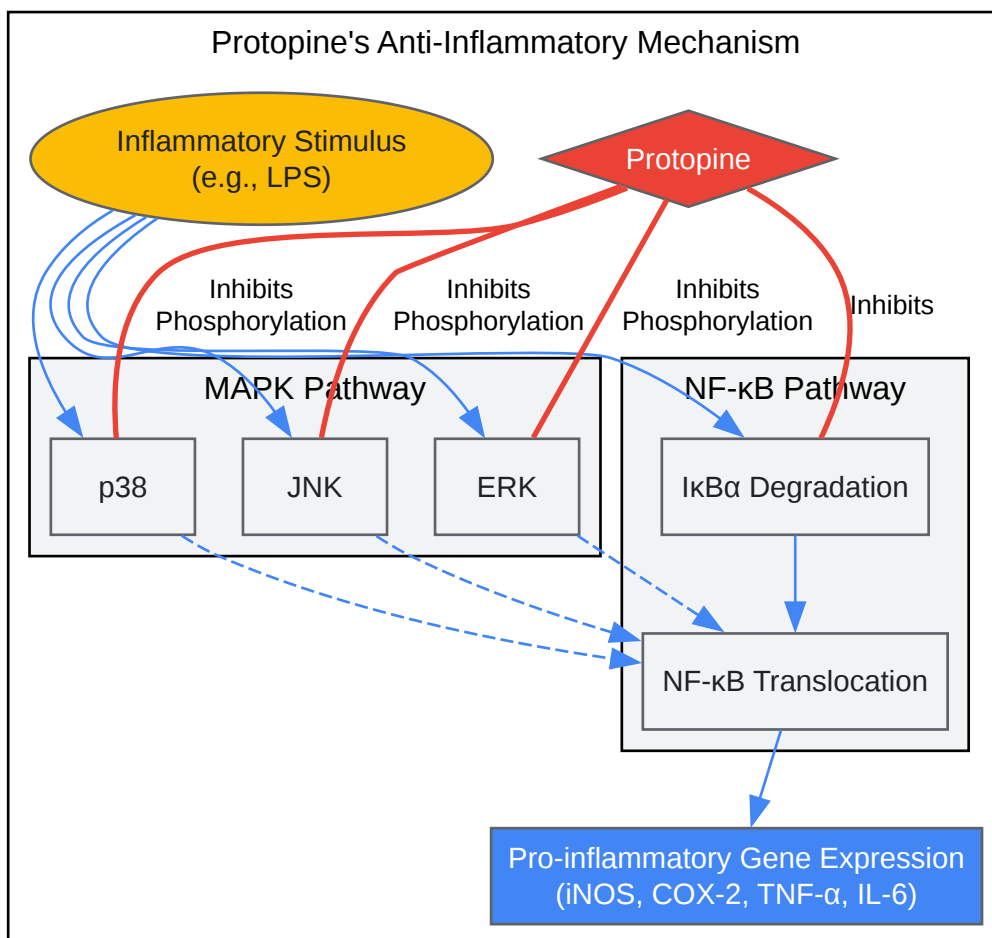 Protopine's Anti-Inflammatory Mechanism
Inflammatory Stimulus
(e.g., LPS)
Protopine
Inhibits
Phosphorylation
Inhibits
Phosphorylation
Inhibits
Phosphorylation
Inhibits
MAPK Pathway
NF-κB Pathway
p38
JNK
ERK
IκBα Degradation
NF-κB Translocation
Pro-inflammatory Gene Expression
(iNOS, COX-2, TNF-α, IL-6)